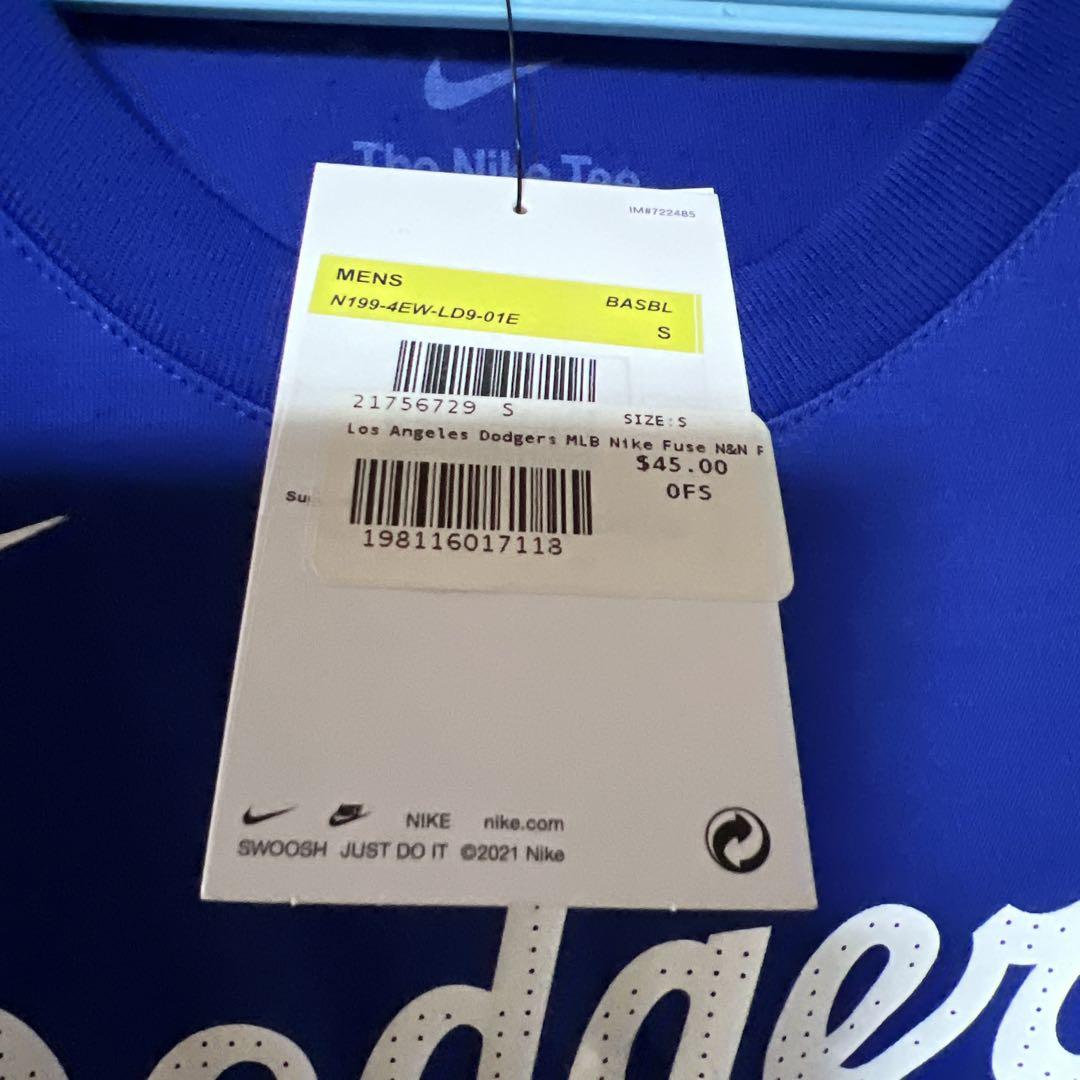 The Nike Tee
IM#722485
MENS
BASBL
N199-4EW-LD9-01E
S
21756729 S
SIZE:S
Los Angeles Dodgers MLB Nike Fuse N&N
$45.00
OFS
198116017118
NIKE nike.com
SWOOSH JUST DO IT ©2021 Nike
odger